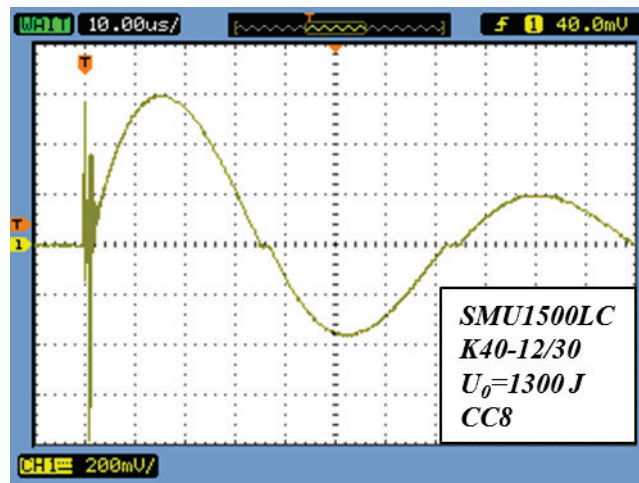 WAIT 10.00us/ T ƒ 1 40.0mV
T
T
1
SMU1500LC
K40-12/30
U₀=1300 J
CC8
CH1 200mV/